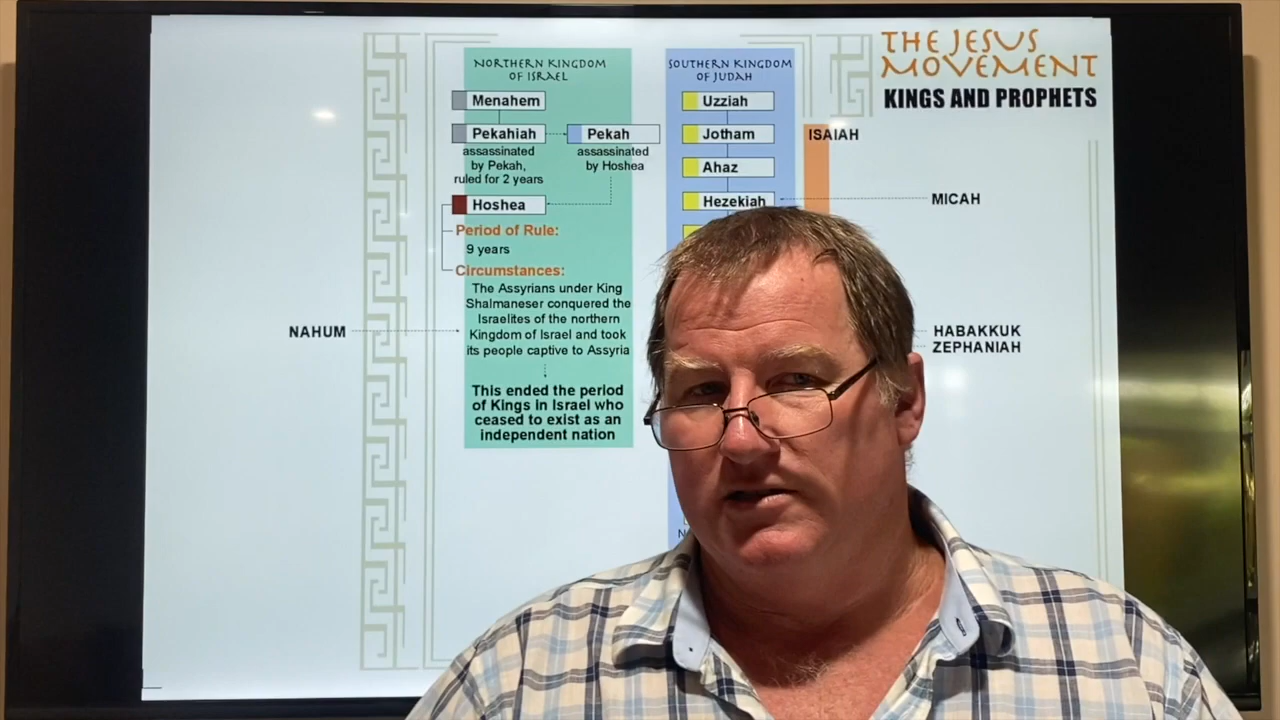 THE JESUS
MOVEMENT
KINGS AND PROPHETS
NORTHERN KINGDOM
OF ISRAEL
Menahem
Pekahiah
assassinated
by Pekah,
ruled for 2 years
Pekah
assassinated
by Hoshea
Hoshea
Period of Rule:
9 years
Circumstances:
The Assyrians under King
Shalmaneser conquered the
Israelites of the northern
Kingdom of Israel and took
its people captive to Assyria
This ended the period
of Kings in Israel who
ceased to exist as an
independent nation
NAHUM
SOUTHERN KINGDOM
OF JUDAH
Uzziah
Jotham
Ahaz
Hezekiah
ISAIAH
MICAH
HABAKKUK
ZEPHANIAH